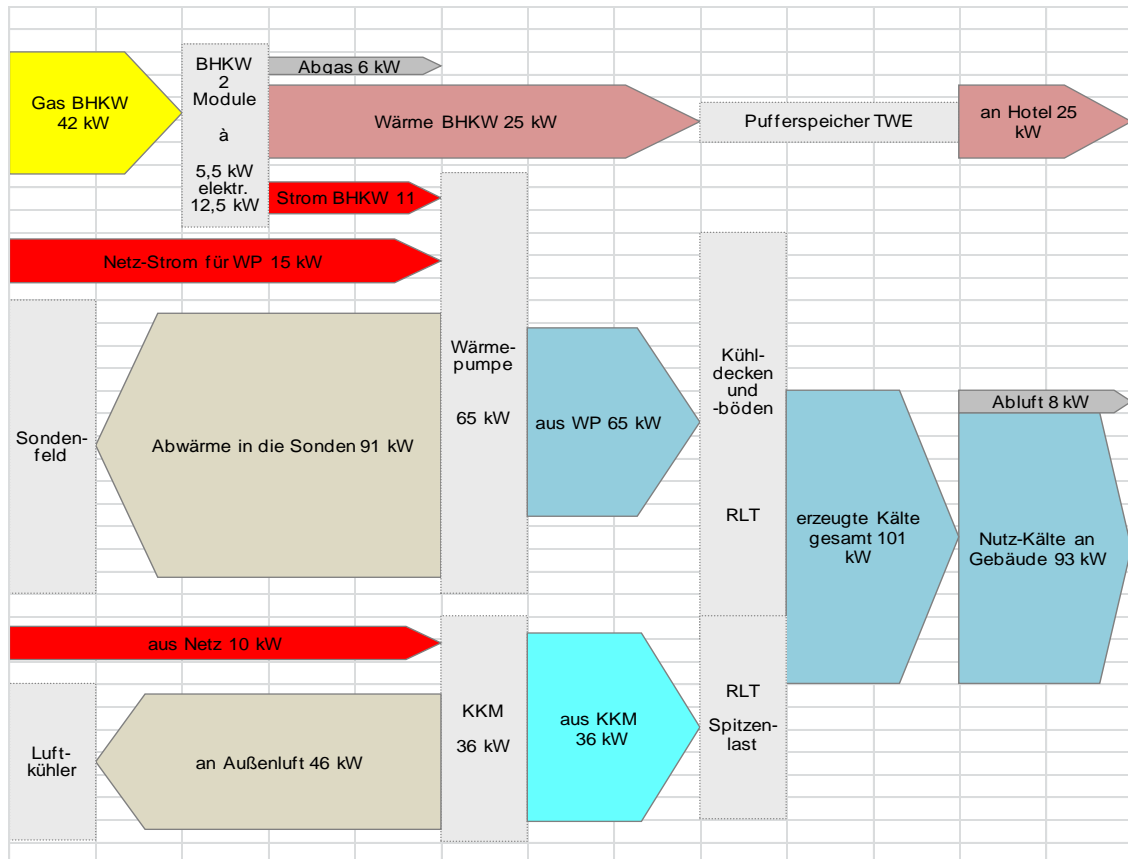 Gas BHKW
42 kW
BHKW
2
Module
à
5,5 kW
elektr.
12,5 kW
Abgas 6 kW
Wärme BHKW 25 kW
Pufferspeicher TWE
an Hotel 25
kW
Strom BHKW 11
Netz-Strom für WP 15 kW
Sonden-
feld
Abwärme in die Sonden 91 kW
Wärme-
pumpe
65 kW
aus WP 65 kW
Kühl-
decken
und
-böden
RLT
erzeugte Kälte
gesamt 101
kW
Abluft 8 kW
Nutz-Kälte an
Gebäude 93 kW
aus Netz 10 kW
Luft-
kühler
an Außenluft 46 kW
KKM
36 kW
aus KKM
36 kW
RLT
Spitzen-
last